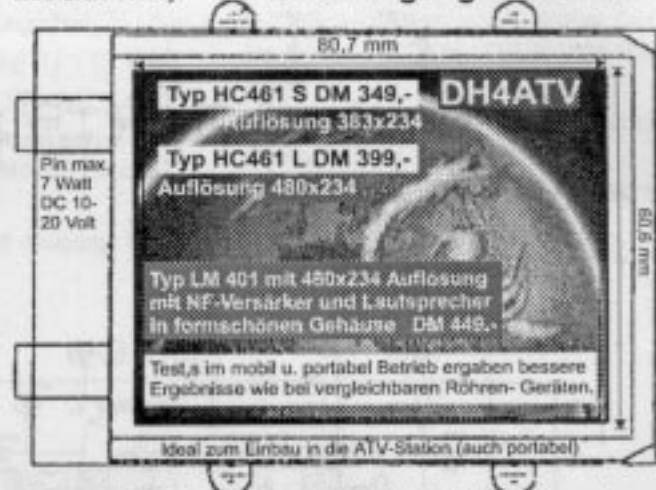 80,7 mm
Typ HC461 S DM 349,-
DH4ATV
Auflösung 383x234
Typ HC461 L DM 399,-
Auflösung 480x234
Pin max.
7 Watt
DC 10-
20 Volt
60,6 mm
Typ LM 401 mit 480x234 Auflösung
mit NF-Versärker und Lautsprecher
in formschönen Gehäuse DM 449.-
Test,s im mobil u. portabel Betrieb ergaben bessere
Ergebnisse wie bei vergleichbaren Röhren- Geräten.
Ideal zum Einbau in die ATV-Station (auch portabel)